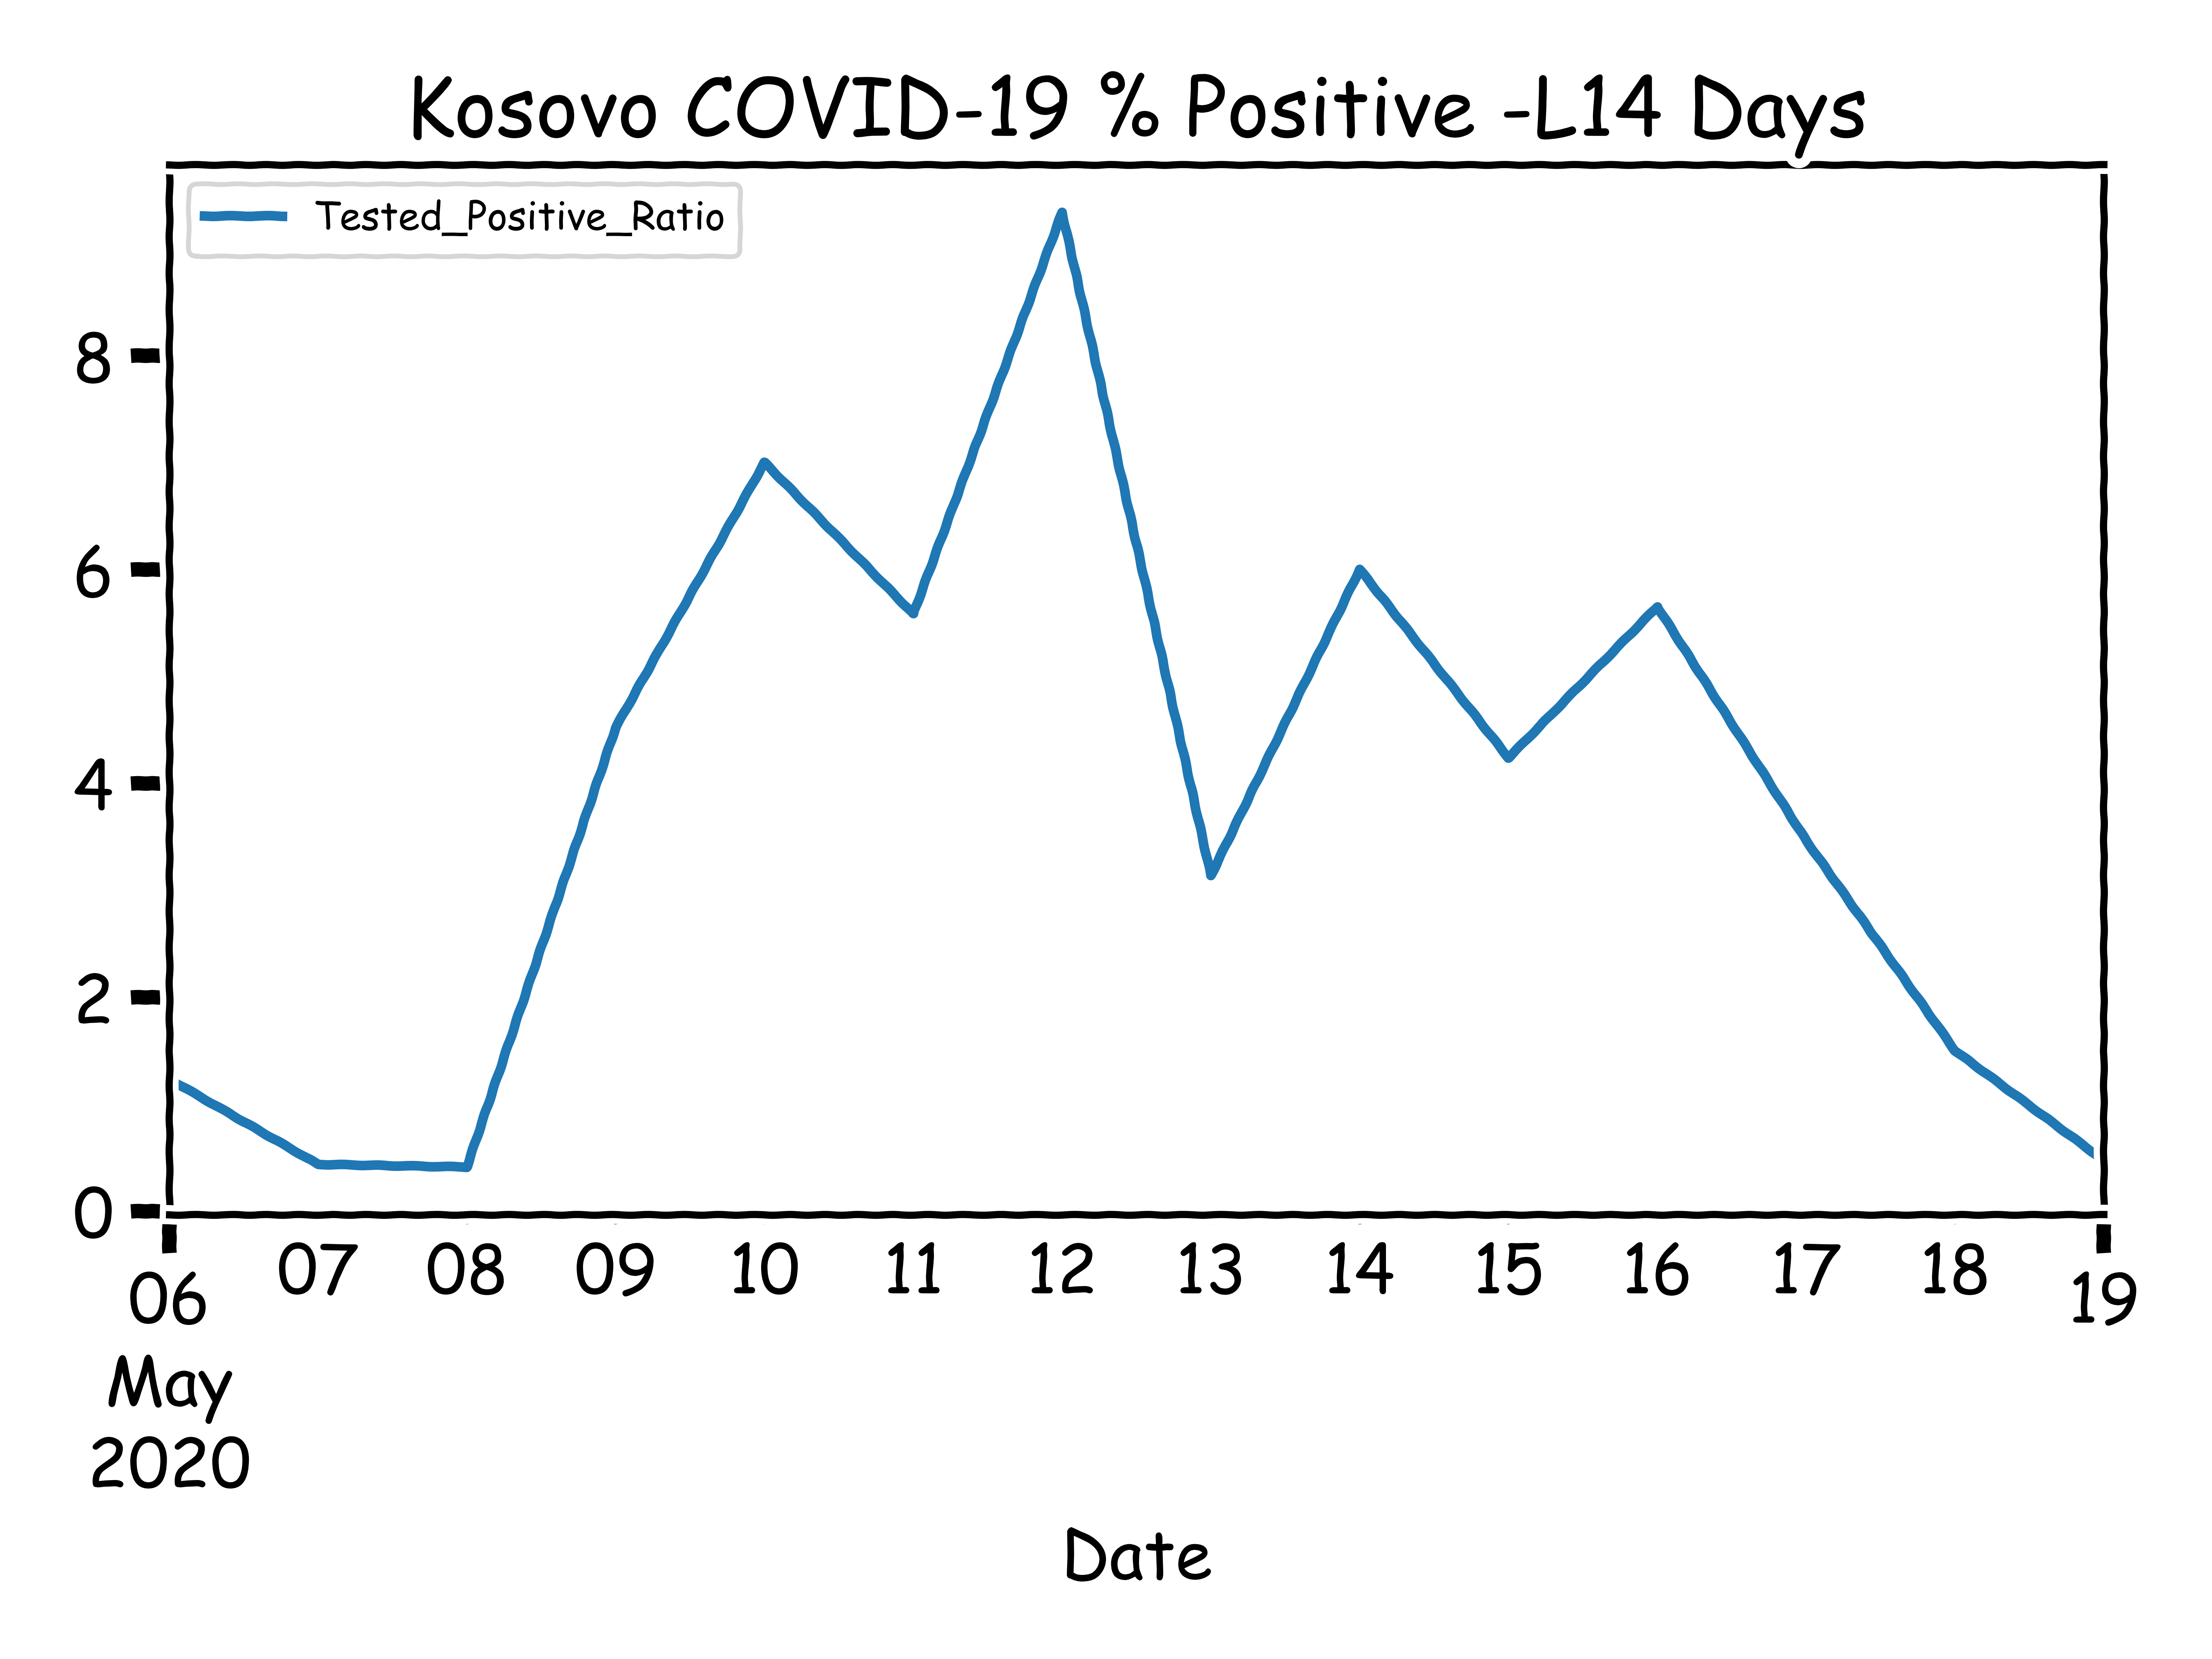 Kosovo COVID-19 % Positive -L14 Days
Tested_Positive_Ratio
8
6
4
2
0
06 07 08 09 10 11 12 13 14 15 16 17 18 19
May
2020
Date